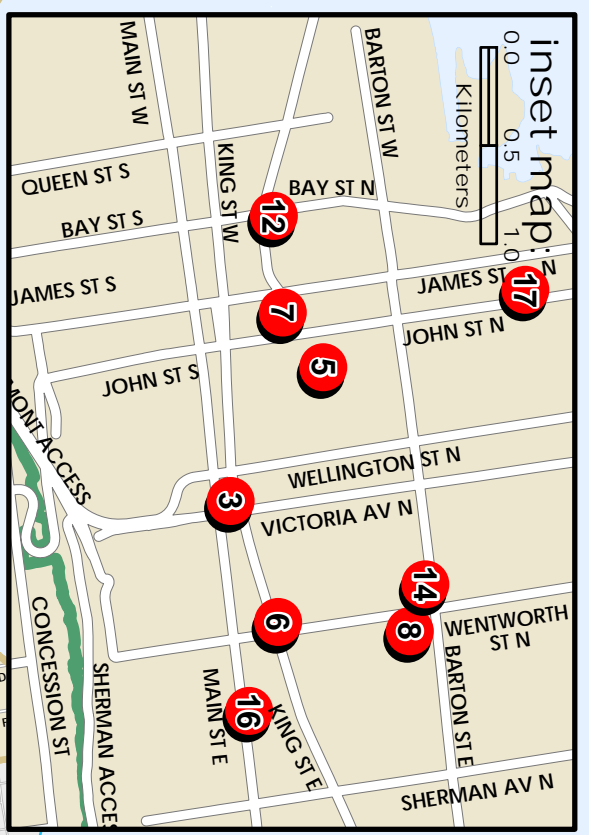 inset map:
0.0 0.5 1.0
Kilometers
MAIN ST W
KING ST W
BARTON ST W
QUEEN ST S
BAY ST S
BAY ST N
JAMES ST S
JAMES ST N
JOHN ST S
JOHN ST N
WELLINGTON ST N
VICTORIA AV N
WENTWORTH
ST N
BARTON ST E
SHERMAN AV N
KING ST E
MAIN ST E
MONT ACCESS
CONCESSION ST
SHERMAN ACCES
12
7
17
5
3
14
8
6
16